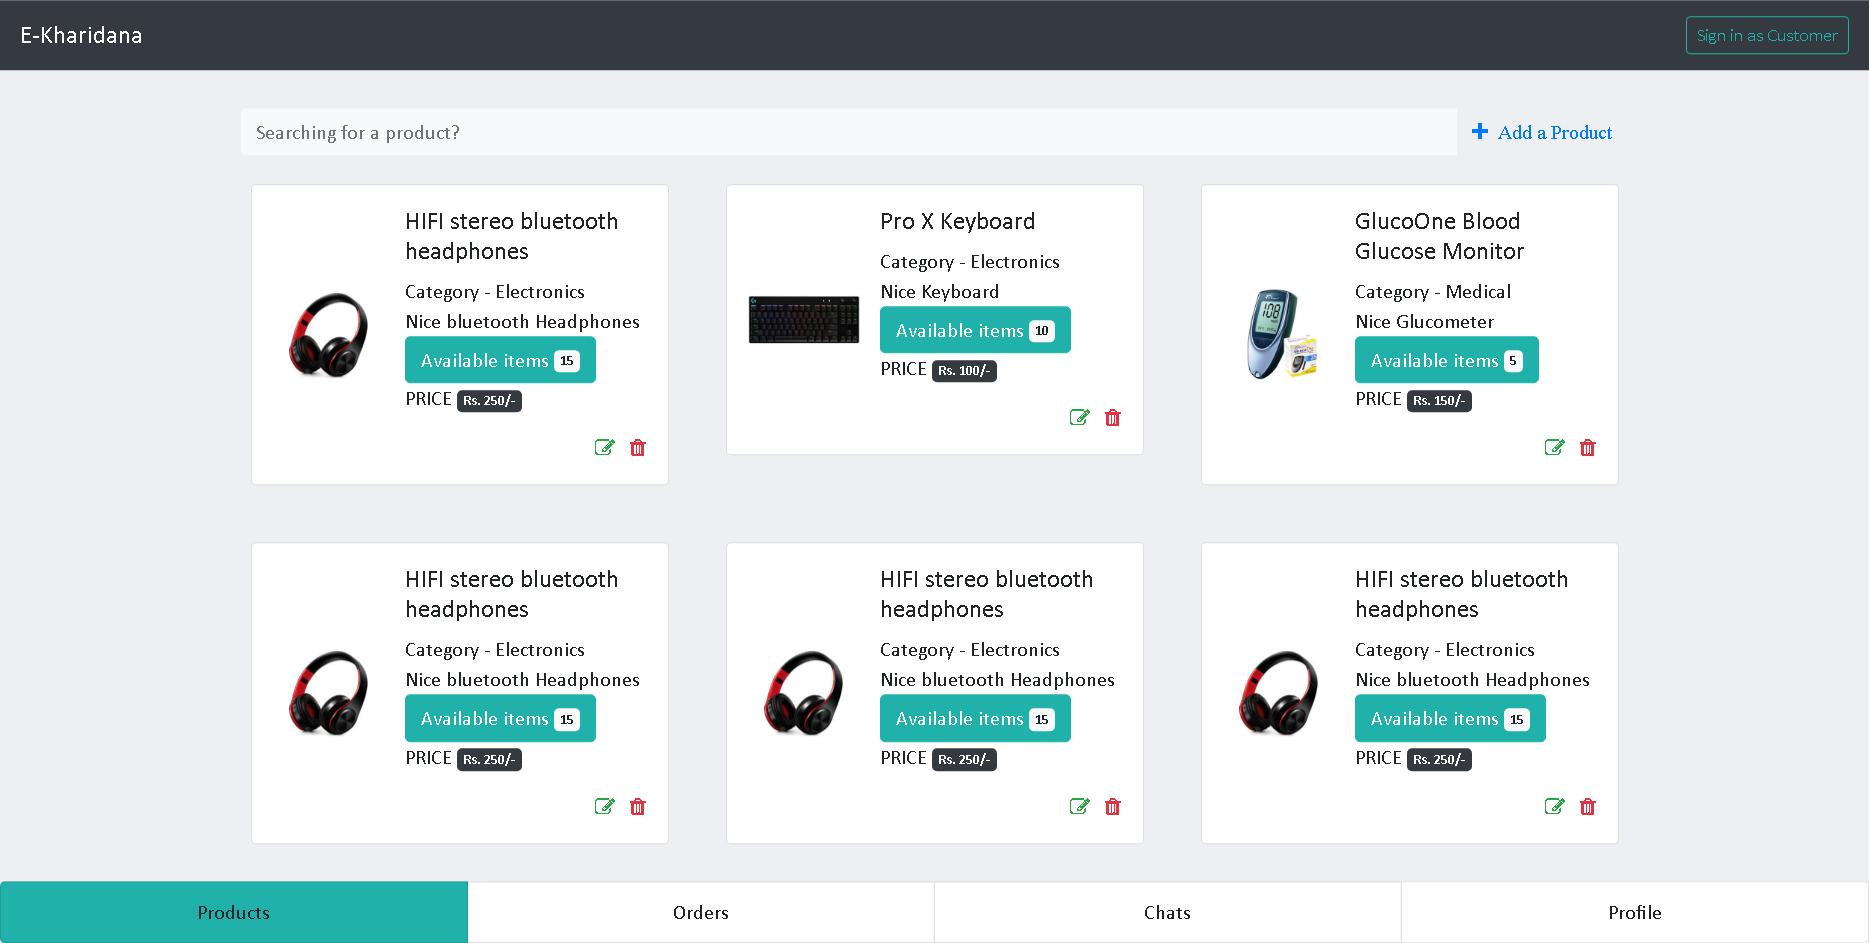 E-Kharidana
Sign in as Customer
Searching for a product?
Add a Product
HIFI stereo bluetooth
headphones
Category - Electronics
Nice bluetooth Headphones
Available items 15
PRICE Rs. 250/-
Pro X Keyboard
Category - Electronics
Nice Keyboard
Available items 10
PRICE Rs. 100/-
GlucoOne Blood
Glucose Monitor
Category - Medical
Nice Glucometer
Available items 5
PRICE Rs. 150/-
108
HIFI stereo bluetooth
headphones
Category - Electronics
Nice bluetooth Headphones
Available items 15
PRICE Rs. 250/-
HIFI stereo bluetooth
headphones
Category - Electronics
Nice bluetooth Headphones
Available items 15
PRICE Rs. 250/-
HIFI stereo bluetooth
headphones
Category - Electronics
Nice bluetooth Headphones
Available items 15
PRICE Rs. 250/-
Products
Orders
Chats
Profile